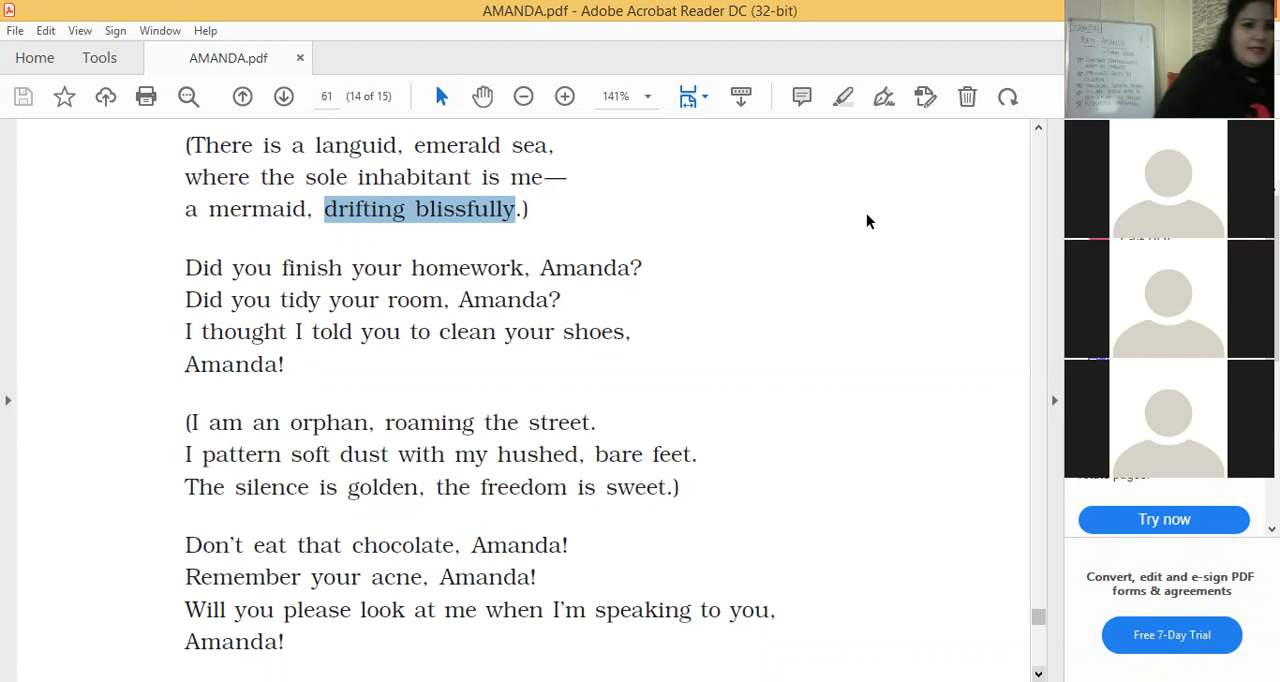 AMANDA.pdf - Adobe Acrobat Reader DC (32-bit)
File Edit View Sign Window Help
Home Tools AMANDA.pdf ×
61 (14 of 15) 141%
(There is a languid, emerald sea,
where the sole inhabitant is me—
a mermaid, drifting blissfully.)
Did you finish your homework, Amanda?
Did you tidy your room, Amanda?
I thought I told you to clean your shoes,
Amanda!
(I am an orphan, roaming the street.
I pattern soft dust with my hushed, bare feet.
The silence is golden, the freedom is sweet.)
Don't eat that chocolate, Amanda!
Remember your acne, Amanda!
Will you please look at me when I'm speaking to you,
Amanda!
Try now
Convert, edit and e-sign PDF
forms & agreements
Free 7-Day Trial